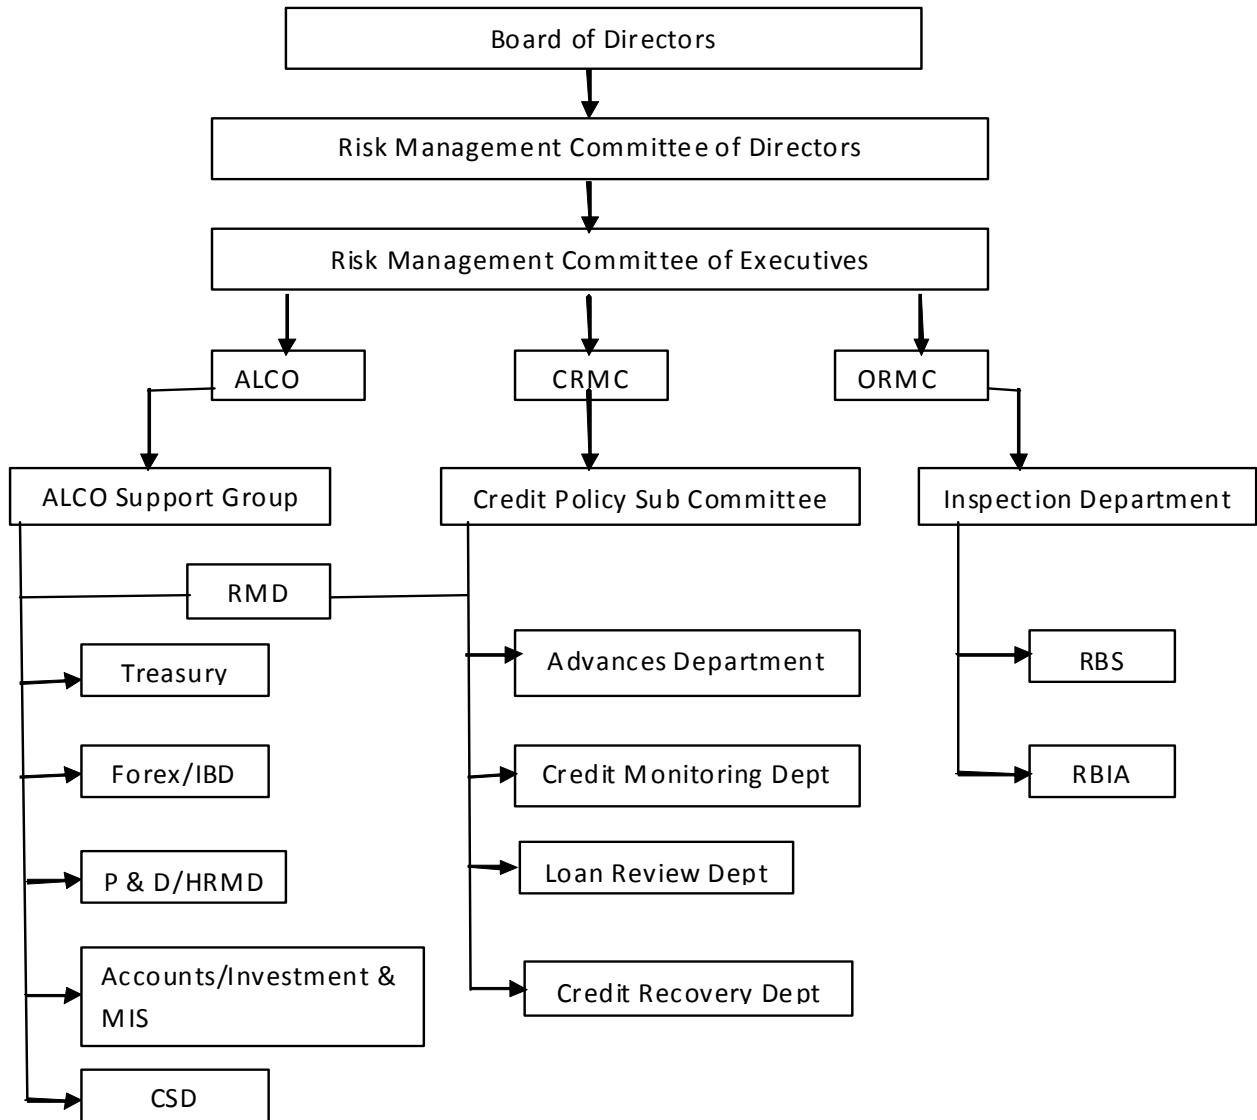 Board of Directors
Risk Management Committee of Directors
Risk Management Committee of Executives
ALCO
CRMC
ORMC
ALCO Support Group
Credit Policy Sub Committee
Inspection Department
RMD
Treasury
Advances Department
RBS
Forex/IBD
Credit Monitoring Dept
RBIA
P & D/HRMD
Loan Review Dept
Accounts/Investment &
MIS
Credit Recovery Dept
CSD